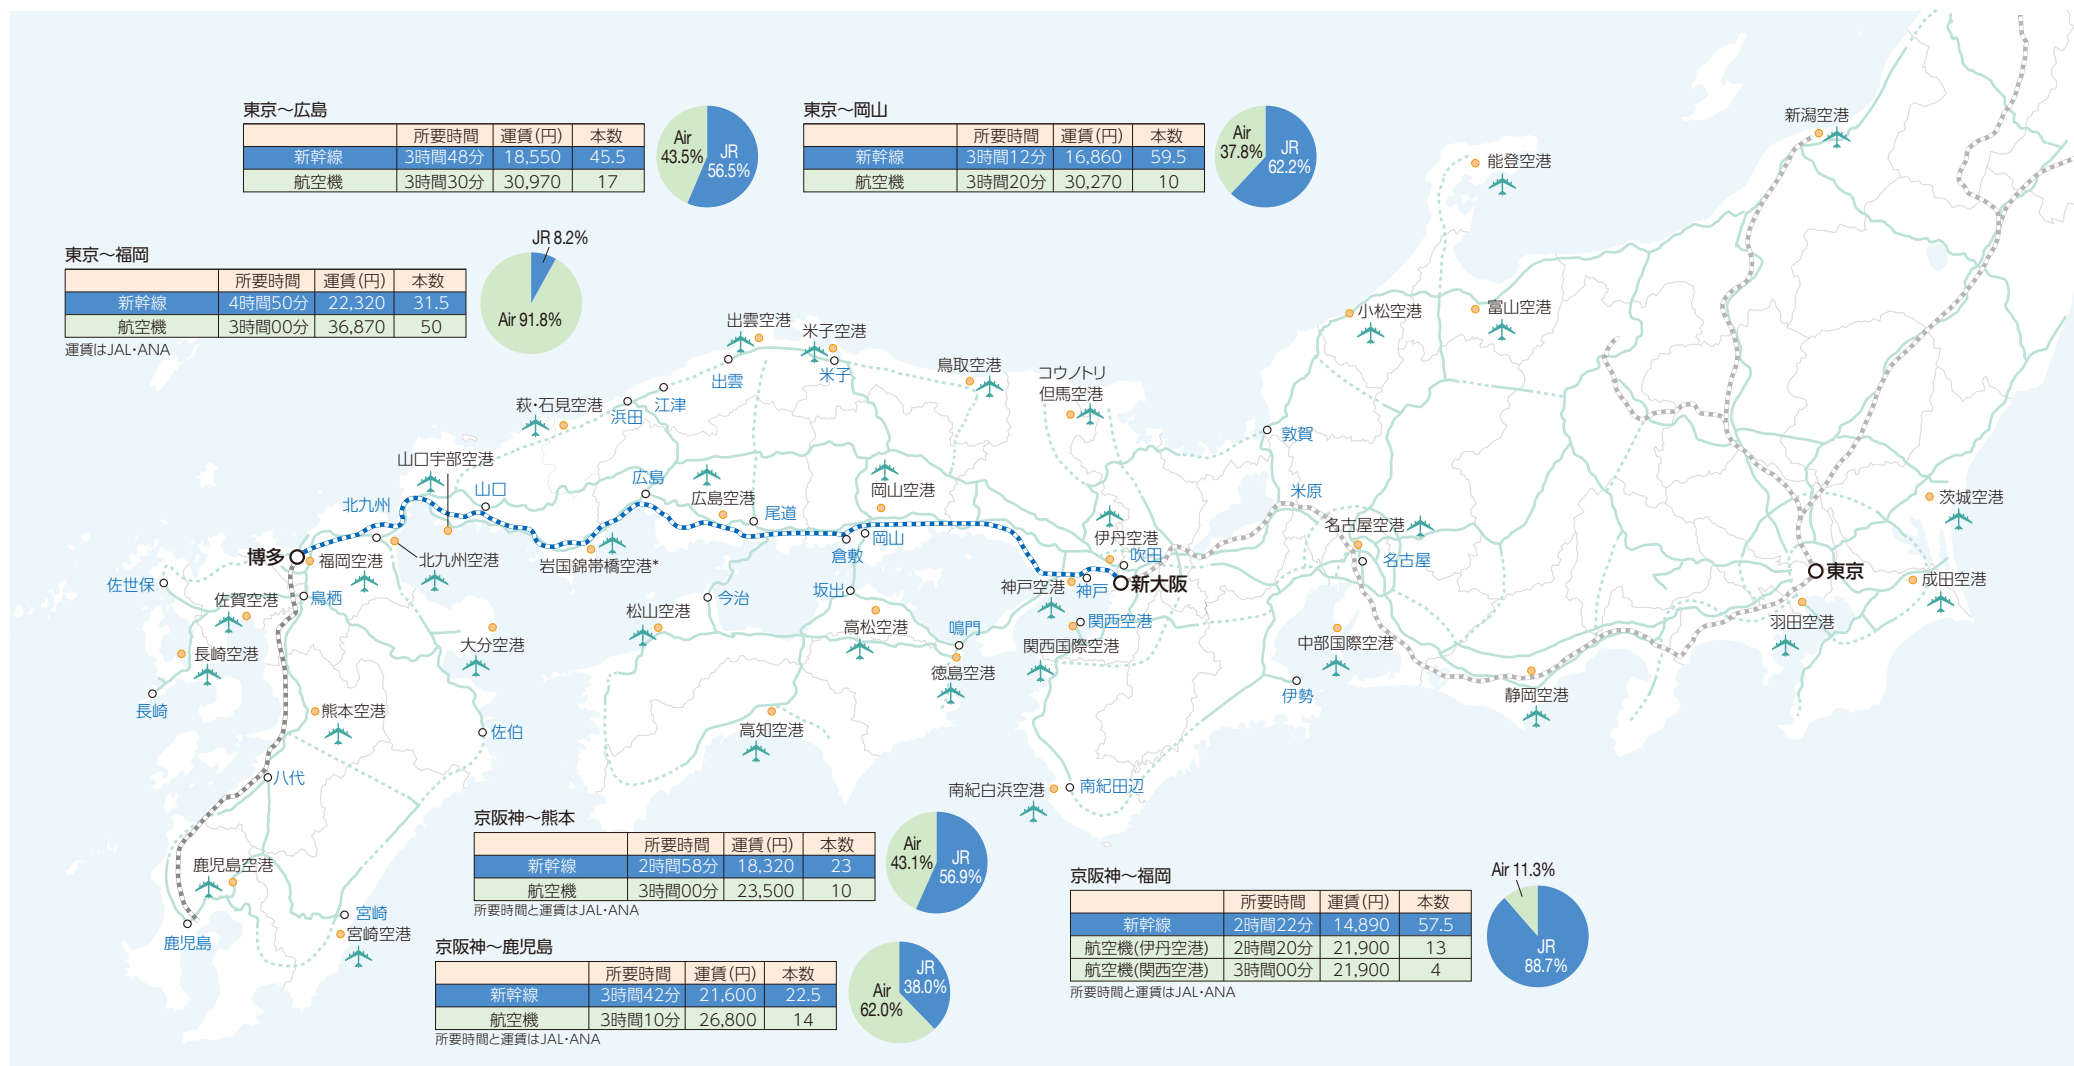 東京〜広島
所要時間 運賃(円) 本数
新幹線 3時間48分 18,550 45.5
航空機 3時間30分 30,970 17
Air 43.5%
JR 56.5%
東京〜岡山
所要時間 運賃(円) 本数
新幹線 3時間12分 16,860 59.5
航空機 3時間20分 30,270 10
Air 37.8%
JR 62.2%
東京〜福岡
所要時間 運賃(円) 本数
新幹線 4時間50分 22,320 31.5
航空機 3時間00分 36,870 50
運賃はJAL・ANA
JR 8.2%
Air 91.8%
新潟空港
能登空港
小松空港
富山空港
出雲空港
米子空港
出雲
米子
鳥取空港
コウノトリ
但馬空港
萩・石見空港
浜田
江津
敦賀
山口宇部空港
北九州
山口
広島
広島空港
尾道
岡山空港
米原
茨城空港
名古屋空港
名古屋
博多
福岡空港
北九州空港
岩国錦帯橋空港*
倉敷
岡山
伊丹空港
吹田
神戸空港
神戸
新大阪
東京
成田空港
羽田空港
佐世保
佐賀空港
鳥栖
大分空港
松山空港
今治
坂出
高松空港
鳴門
徳島空港
関西空港
関西国際空港
中部国際空港
伊勢
静岡空港
長崎空港
長崎
熊本空港
佐伯
高知空港
八代
南紀白浜空港
南紀田辺
鹿児島空港
鹿児島
宮崎
宮崎空港
京阪神〜熊本
所要時間 運賃(円) 本数
新幹線 2時間58分 18,320 23
航空機 3時間00分 23,500 10
所要時間と運賃はJAL・ANA
Air 43.1%
JR 56.9%
京阪神〜鹿児島
所要時間 運賃(円) 本数
新幹線 3時間42分 21,600 22.5
航空機 3時間10分 26,800 14
所要時間と運賃はJAL・ANA
Air 62.0%
JR 38.0%
京阪神〜福岡
所要時間 運賃(円) 本数
新幹線 2時間22分 14,890 57.5
航空機(伊丹空港) 2時間20分 21,900 13
航空機(関西空港) 3時間00分 21,900 4
所要時間と運賃はJAL・ANA
Air 11.3%
JR 88.7%